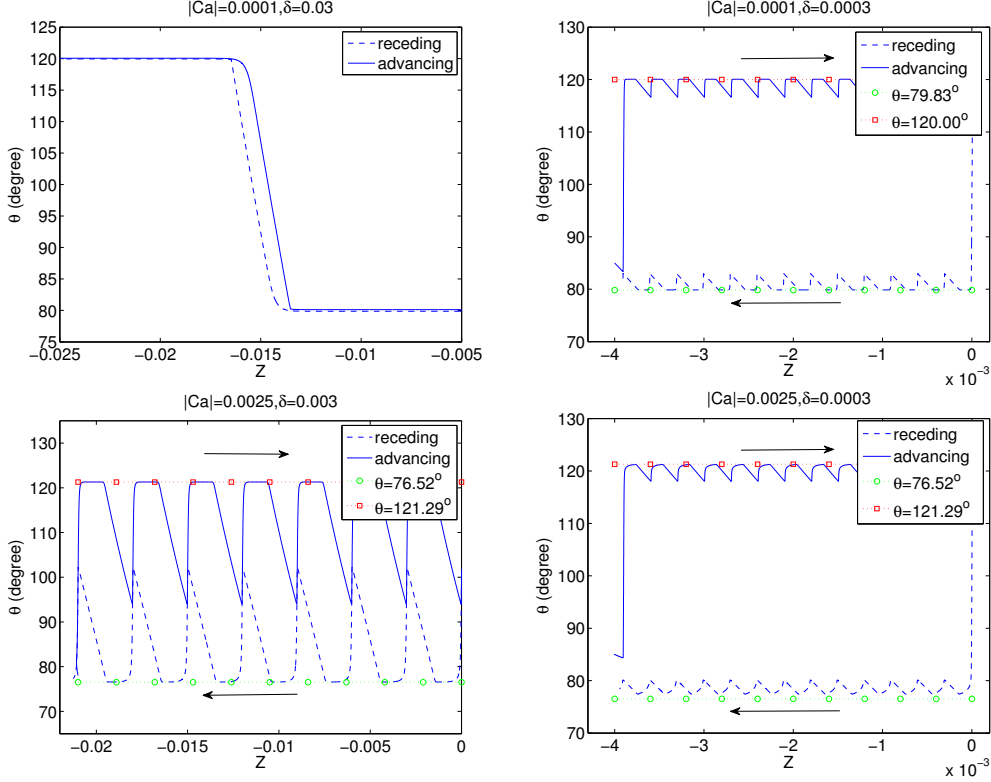 |Ca|=0.0001,δ=0.03
125
120
115
110
105
100
95
90
85
80
75
−0.025
−0.02
−0.015
−0.01
−0.005
θ (degree)
Z
receding
advancing
|Ca|=0.0001,δ=0.0003
130
120
110
100
90
80
70
−4
−3
−2
−1
0
x 10⁻³
θ (degree)
Z
receding
advancing
θ=79.83°
θ=120.00°
|Ca|=0.0025,δ=0.003
130
120
110
100
90
80
70
−0.02
−0.015
−0.01
−0.005
0
θ (degree)
Z
receding
advancing
θ=76.52°
θ=121.29°
|Ca|=0.0025,δ=0.0003
130
120
110
100
90
80
70
−4
−3
−2
−1
0
x 10⁻³
θ (degree)
Z
receding
advancing
θ=76.52°
θ=121.29°